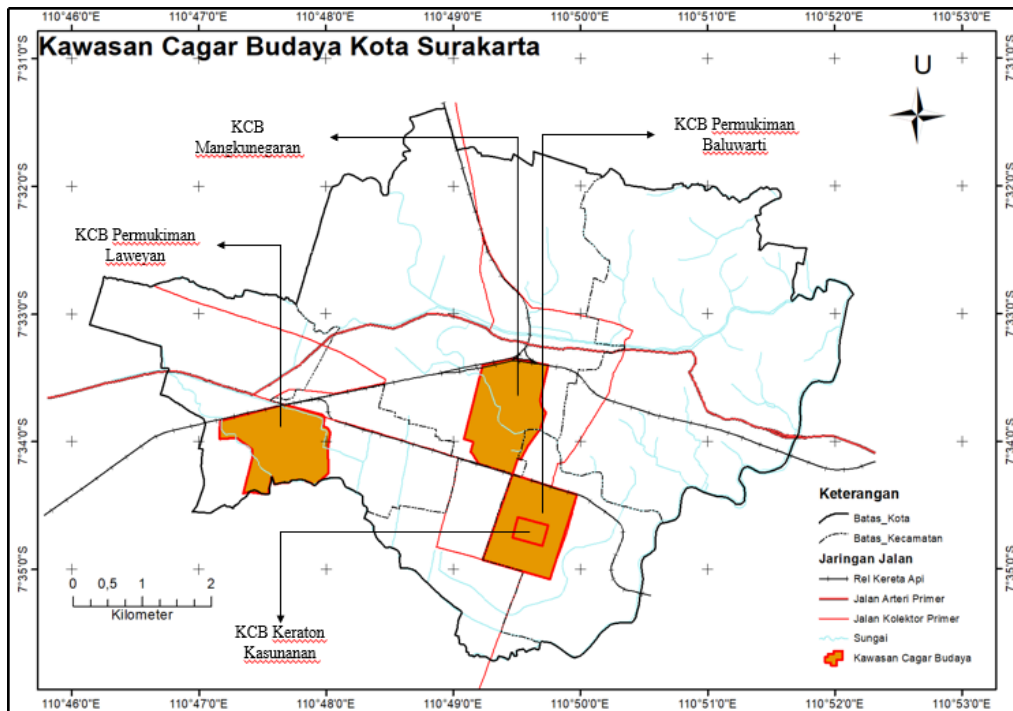 110°46'0"E 110°47'0"E 110°48'0"E 110°49'0"E 110°50'0"E 110°51'0"E 110°52'0"E 110°53'0"E
Kawasan Cagar Budaya Kota Surakarta
7°31'0"S 7°31'0"S
U
KCB
Mangkunegaran
KCB Permukiman
Baluwarti
7°32'0"S 7°32'0"S
KCB Permukiman
Laweyan
7°33'0"S 7°33'0"S
7°34'0"S 7°34'0"S
Keterangan
Batas_Kota
Batas_Kecamatan
Jaringan Jalan
Rel Kereta Api
Jalan Arteri Primer
Jalan Kolektor Primer
Sungai
Kawasan Cagar Budaya
7°35'0"S 7°35'0"S
0 0,5 1 2
Kilometer
KCB Keraton
Kasunanan
110°46'0"E 110°47'0"E 110°48'0"E 110°49'0"E 110°50'0"E 110°51'0"E 110°52'0"E 110°53'0"E